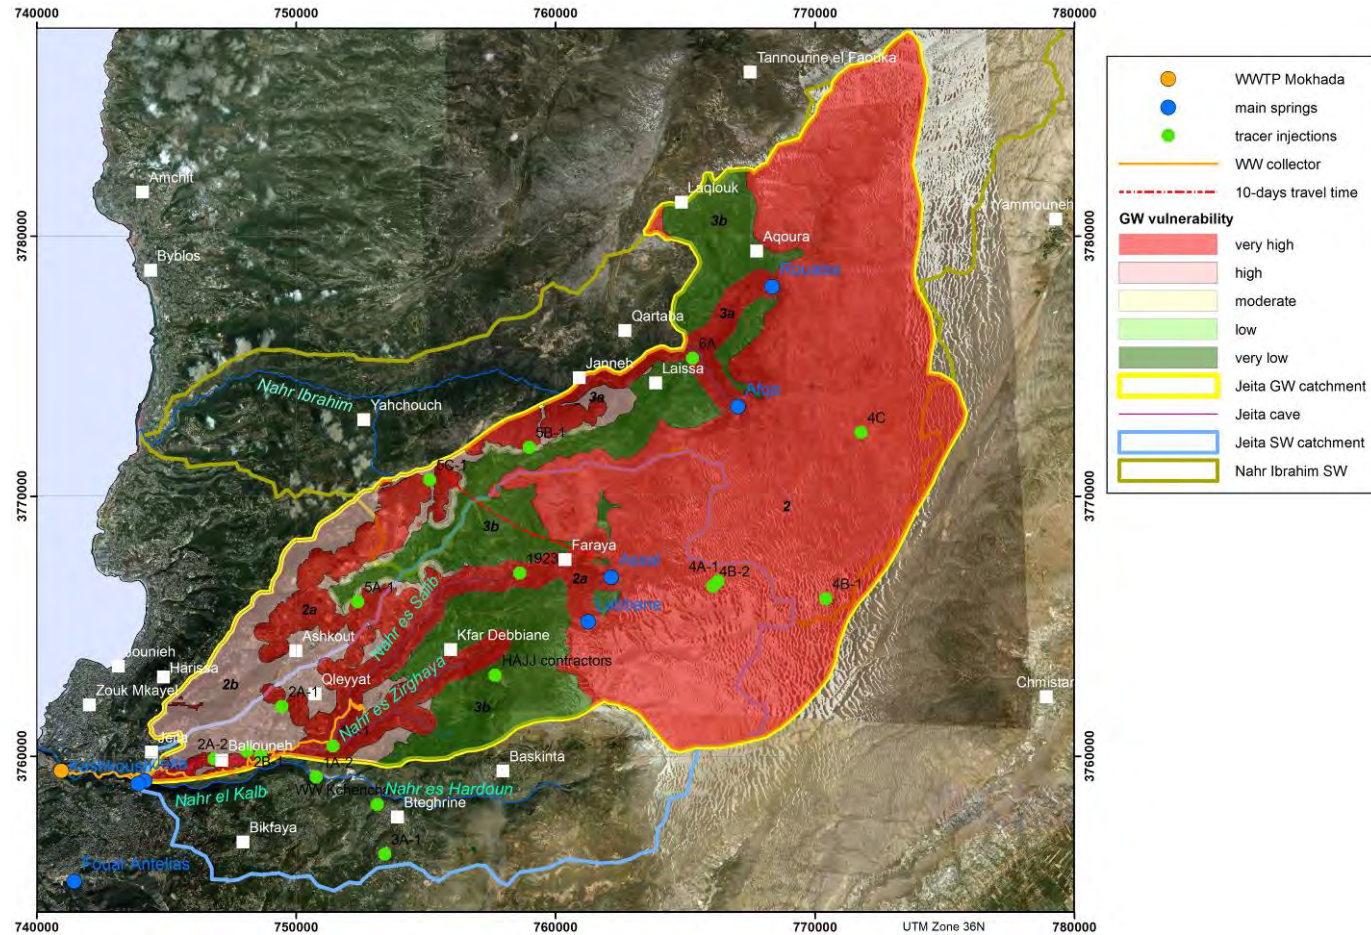 740000 750000 760000 770000 780000
3780000
3770000
3760000
Tannourine el Faouka
Amchit
Laqlouk
Yammouneh
3b
Aqoura
Byblos
Rouaiss
3a
Qartaba
6A
Janneh
Laissa
Nahr Ibrahim
3a
Afqa
Yahchouch
4C
5B-1
5C-1
2
3b
Faraya
1923
Assal
2a
4A-1
4B-2
4B-1
5A-1
2a
Labbane
Nahr es Salib
Ashkout
Kfar Debbiane
HAJJ contractors
Jounieh
Harissa
Qleyyat
2b
Zouk Mkayel
2A-1
Nahr es Zirghaya
3b
Chmistar
Jeita
2A-2
Ballouneh
2B-1
1A-2
Baskinta
Kashkoush
Jeita
Nahr el Kalb
Nahr es Hardoun
Bteghrine
Bikfaya
3A-1
Fouar Antelias
3780000
3770000
3760000
740000 750000 760000 770000 780000
UTM Zone 36N
WWTP Mokhada
main springs
tracer injections
WW collector
10-days travel time
GW vulnerability
very high
high
moderate
low
very low
Jeita GW catchment
Jeita cave
Jeita SW catchment
Nahr Ibrahim SW